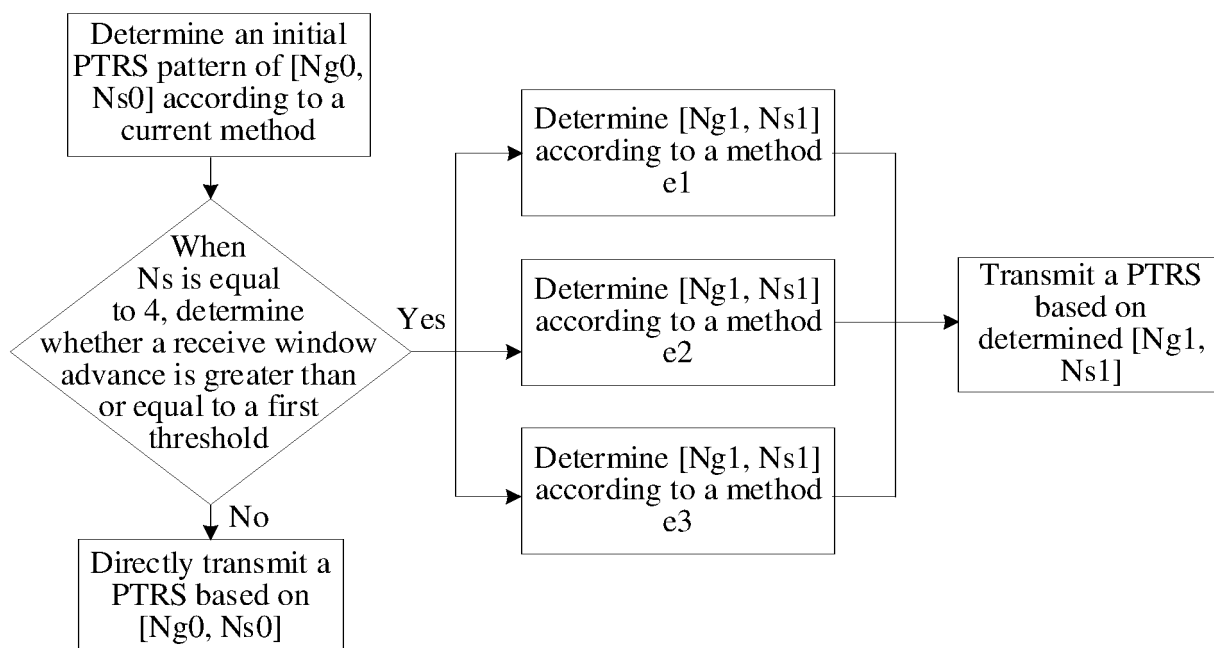 Determine an initial
PTRS pattern of [Ng0,
Ns0] according to a
current method
When
Ns is equal
to 4, determine
whether a receive window
advance is greater than
or equal to a first
threshold
Yes
No
Directly transmit a
PTRS based on
[Ng0, Ns0]
Determine [Ng1, Ns1]
according to a method
e1
Determine [Ng1, Ns1]
according to a method
e2
Determine [Ng1, Ns1]
according to a method
e3
Transmit a PTRS
based on
determined [Ng1,
Ns1]